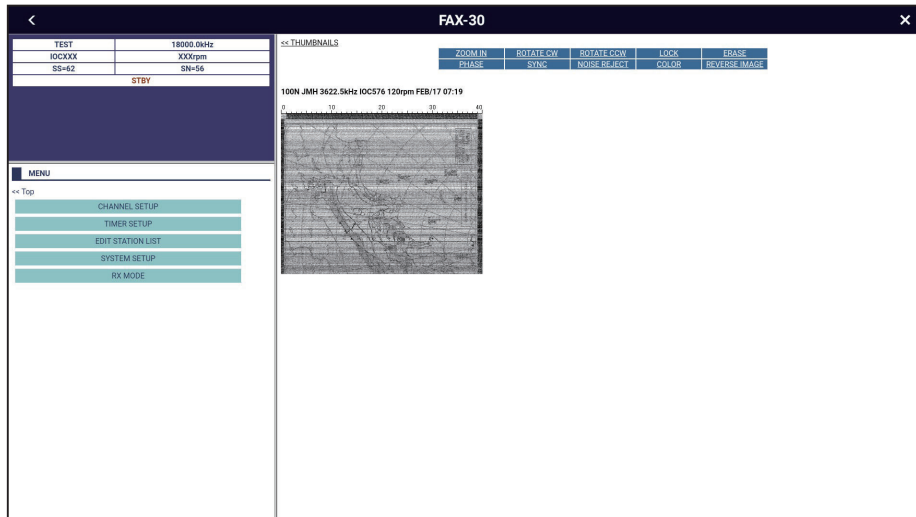 FAX-30
TEST 18000.0kHz
IOCXXX XXXrpm
SS=62 SN=56
STBY
MENU
<< Top
CHANNEL SETUP
TIMER SETUP
EDIT STATION LIST
SYSTEM SETUP
RX MODE
<< THUMBNAILS
ZOOM IN ROTATE CW ROTATE CCW LOCK ERASE
PHASE SYNC NOISE REJECT COLOR REVERSE IMAGE
100N JMH 3622.5kHz IOC576 120rpm FEB/17 07:19
0 10 20 30 40